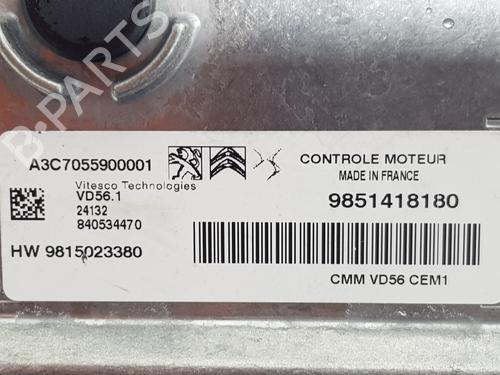 B-PARTS
A3C7055900001
Vitesco Technologies
VD56.1
24132
840534470
HW 9815023380
CONTROLE MOTEUR
MADE IN FRANCE
9851418180
CMM VD56 CEM1